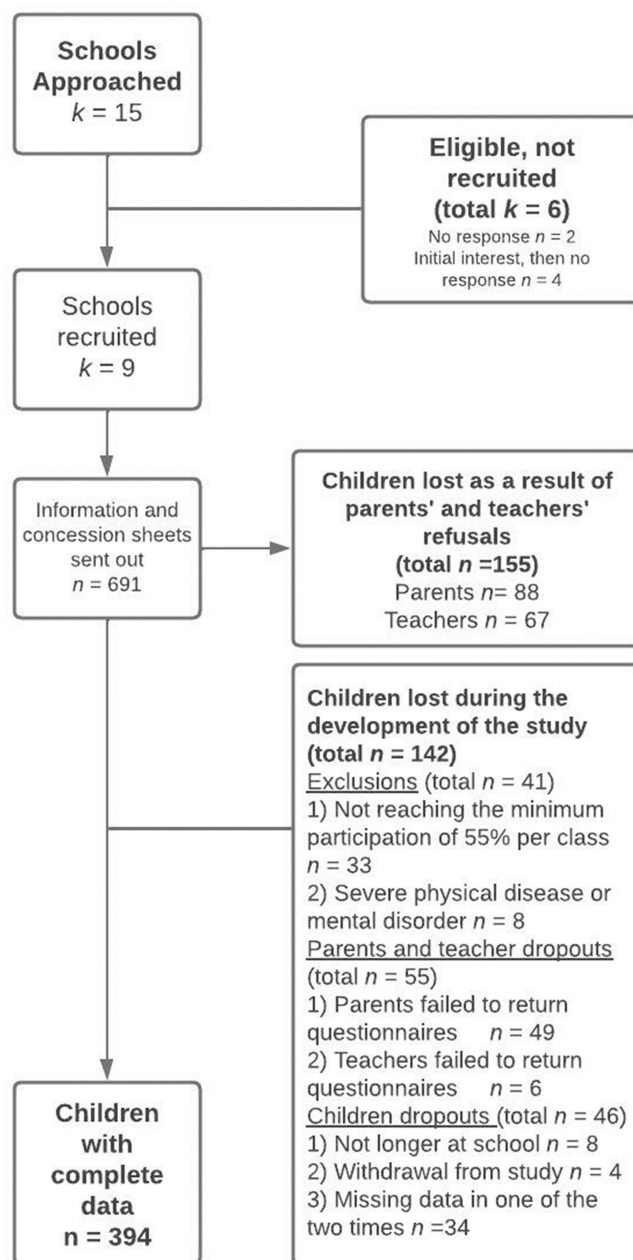 Schools
Approached
k = 15
Eligible, not
recruited
(total k = 6)
No response n = 2
Initial interest, then no
response n = 4
Schools
recruited
k = 9
Information and
concession sheets
sent out
n = 691
Children lost as a result of
parents' and teachers'
refusals
(total n =155)
Parents n= 88
Teachers n = 67
Children lost during the
development of the study
(total n = 142)
Exclusions (total n = 41)
1) Not reaching the minimum
participation of 55% per class
n = 33
2) Severe physical disease or
mental disorder n = 8
Parents and teacher dropouts
(total n = 55)
1) Parents failed to return
questionnaires n = 49
2) Teachers failed to return
questionnaires n = 6
Children dropouts (total n = 46)
1) Not longer at school n = 8
2) Withdrawal from study n = 4
3) Missing data in one of the
two times n =34
Children
with
complete
data
n = 394